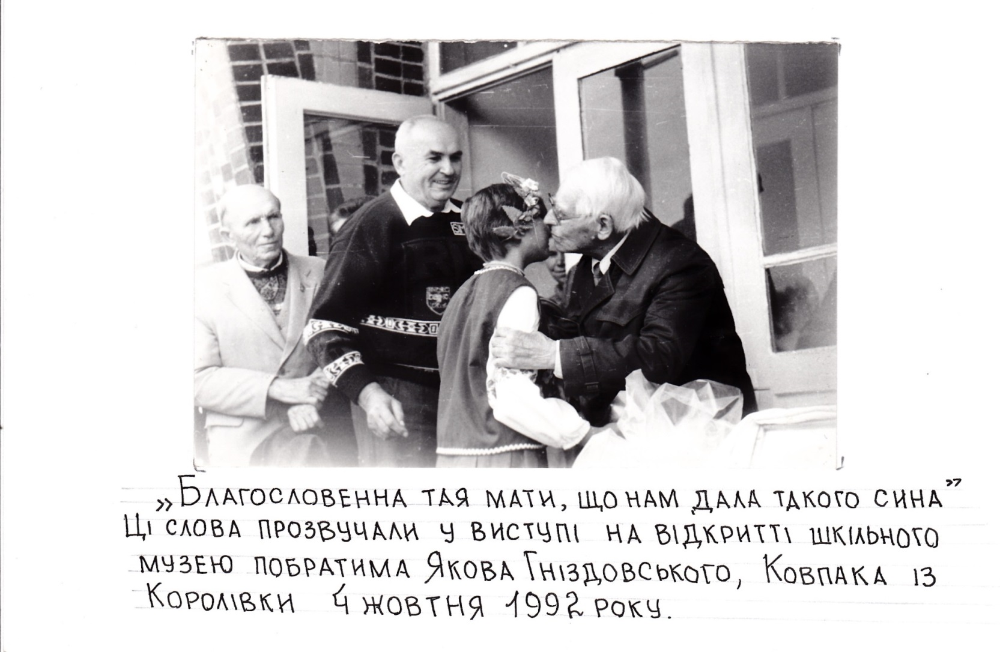 „Благословенна тая мати, що нам дала такого сина”
Ці слова прозвучали у виступі на відкритті шкільного
музею побратима Якова Гніздовського, Ковпака із
Королівки 4 жовтня 1992 року.